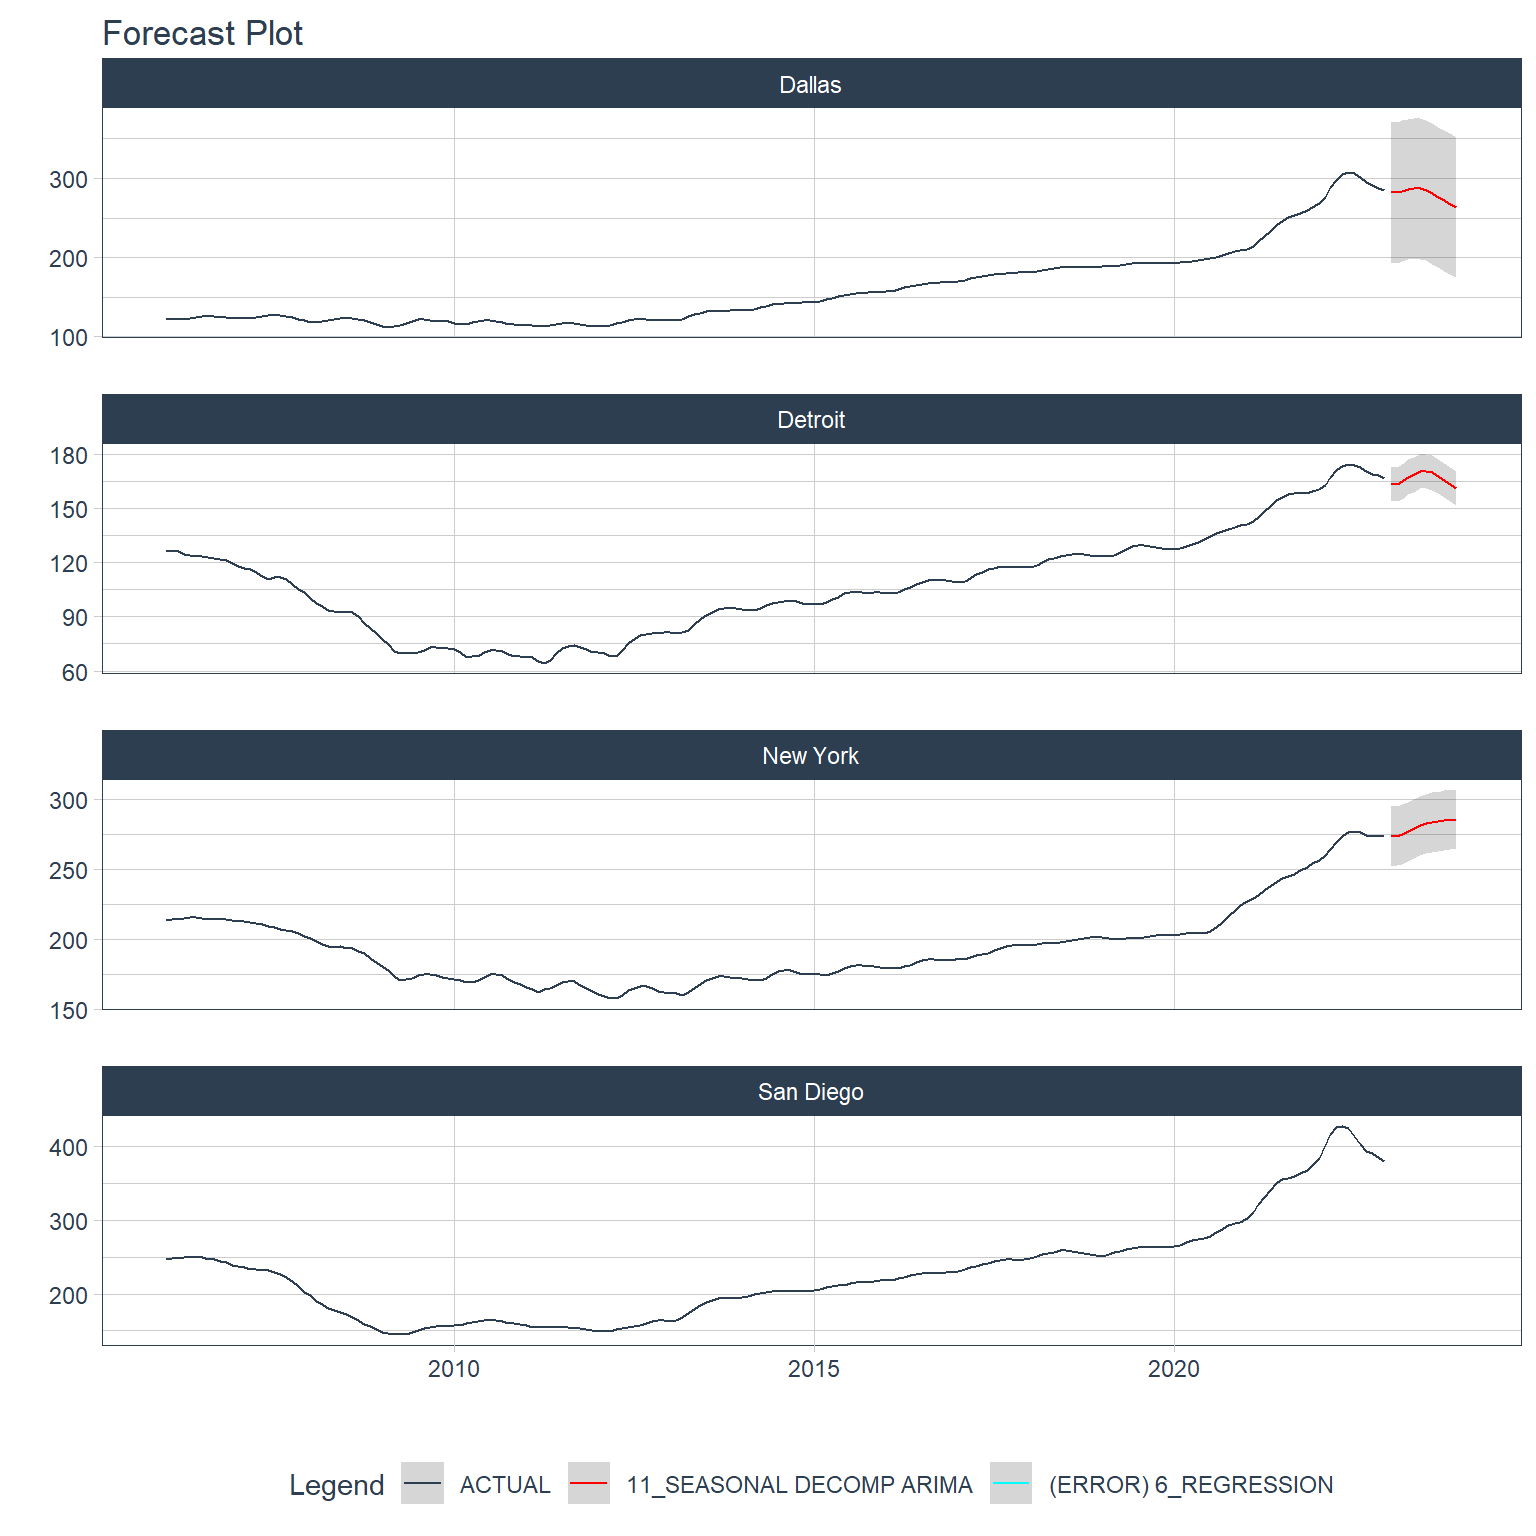 Forecast Plot
Dallas
300
200
100
Detroit
180
150
120
90
60
New York
300
250
200
150
San Diego
400
300
200
2010 2015 2020
Legend ACTUAL 11_SEASONAL DECOMP ARIMA (ERROR) 6_REGRESSION